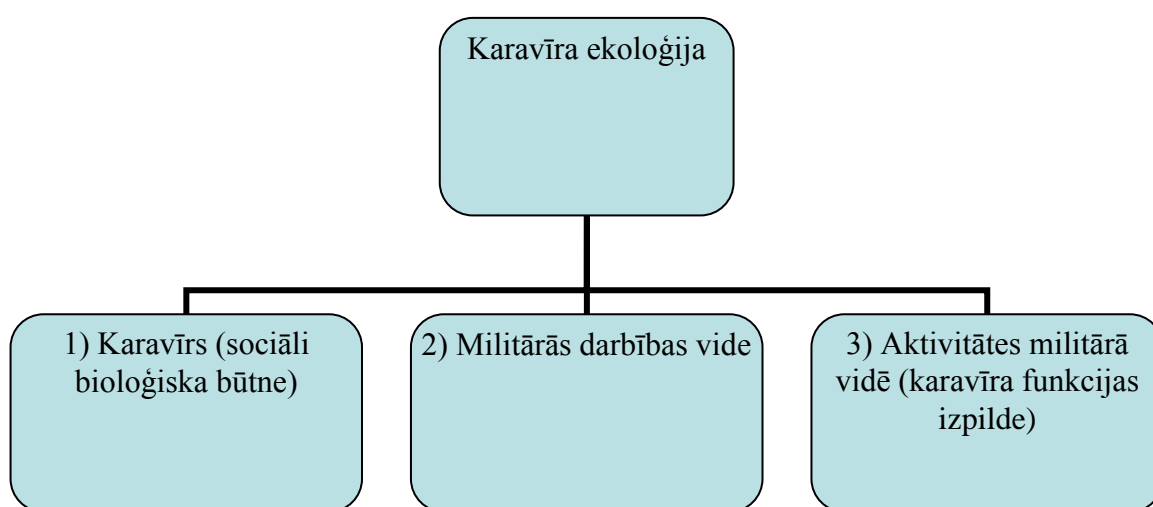 Karavīra ekoloģija
1) Karavīrs (sociāli
bioloģiska būtne)
2) Militārās darbības vide
3) Aktivitātes militārā
vidē (karavīra funkcijas
izpilde)